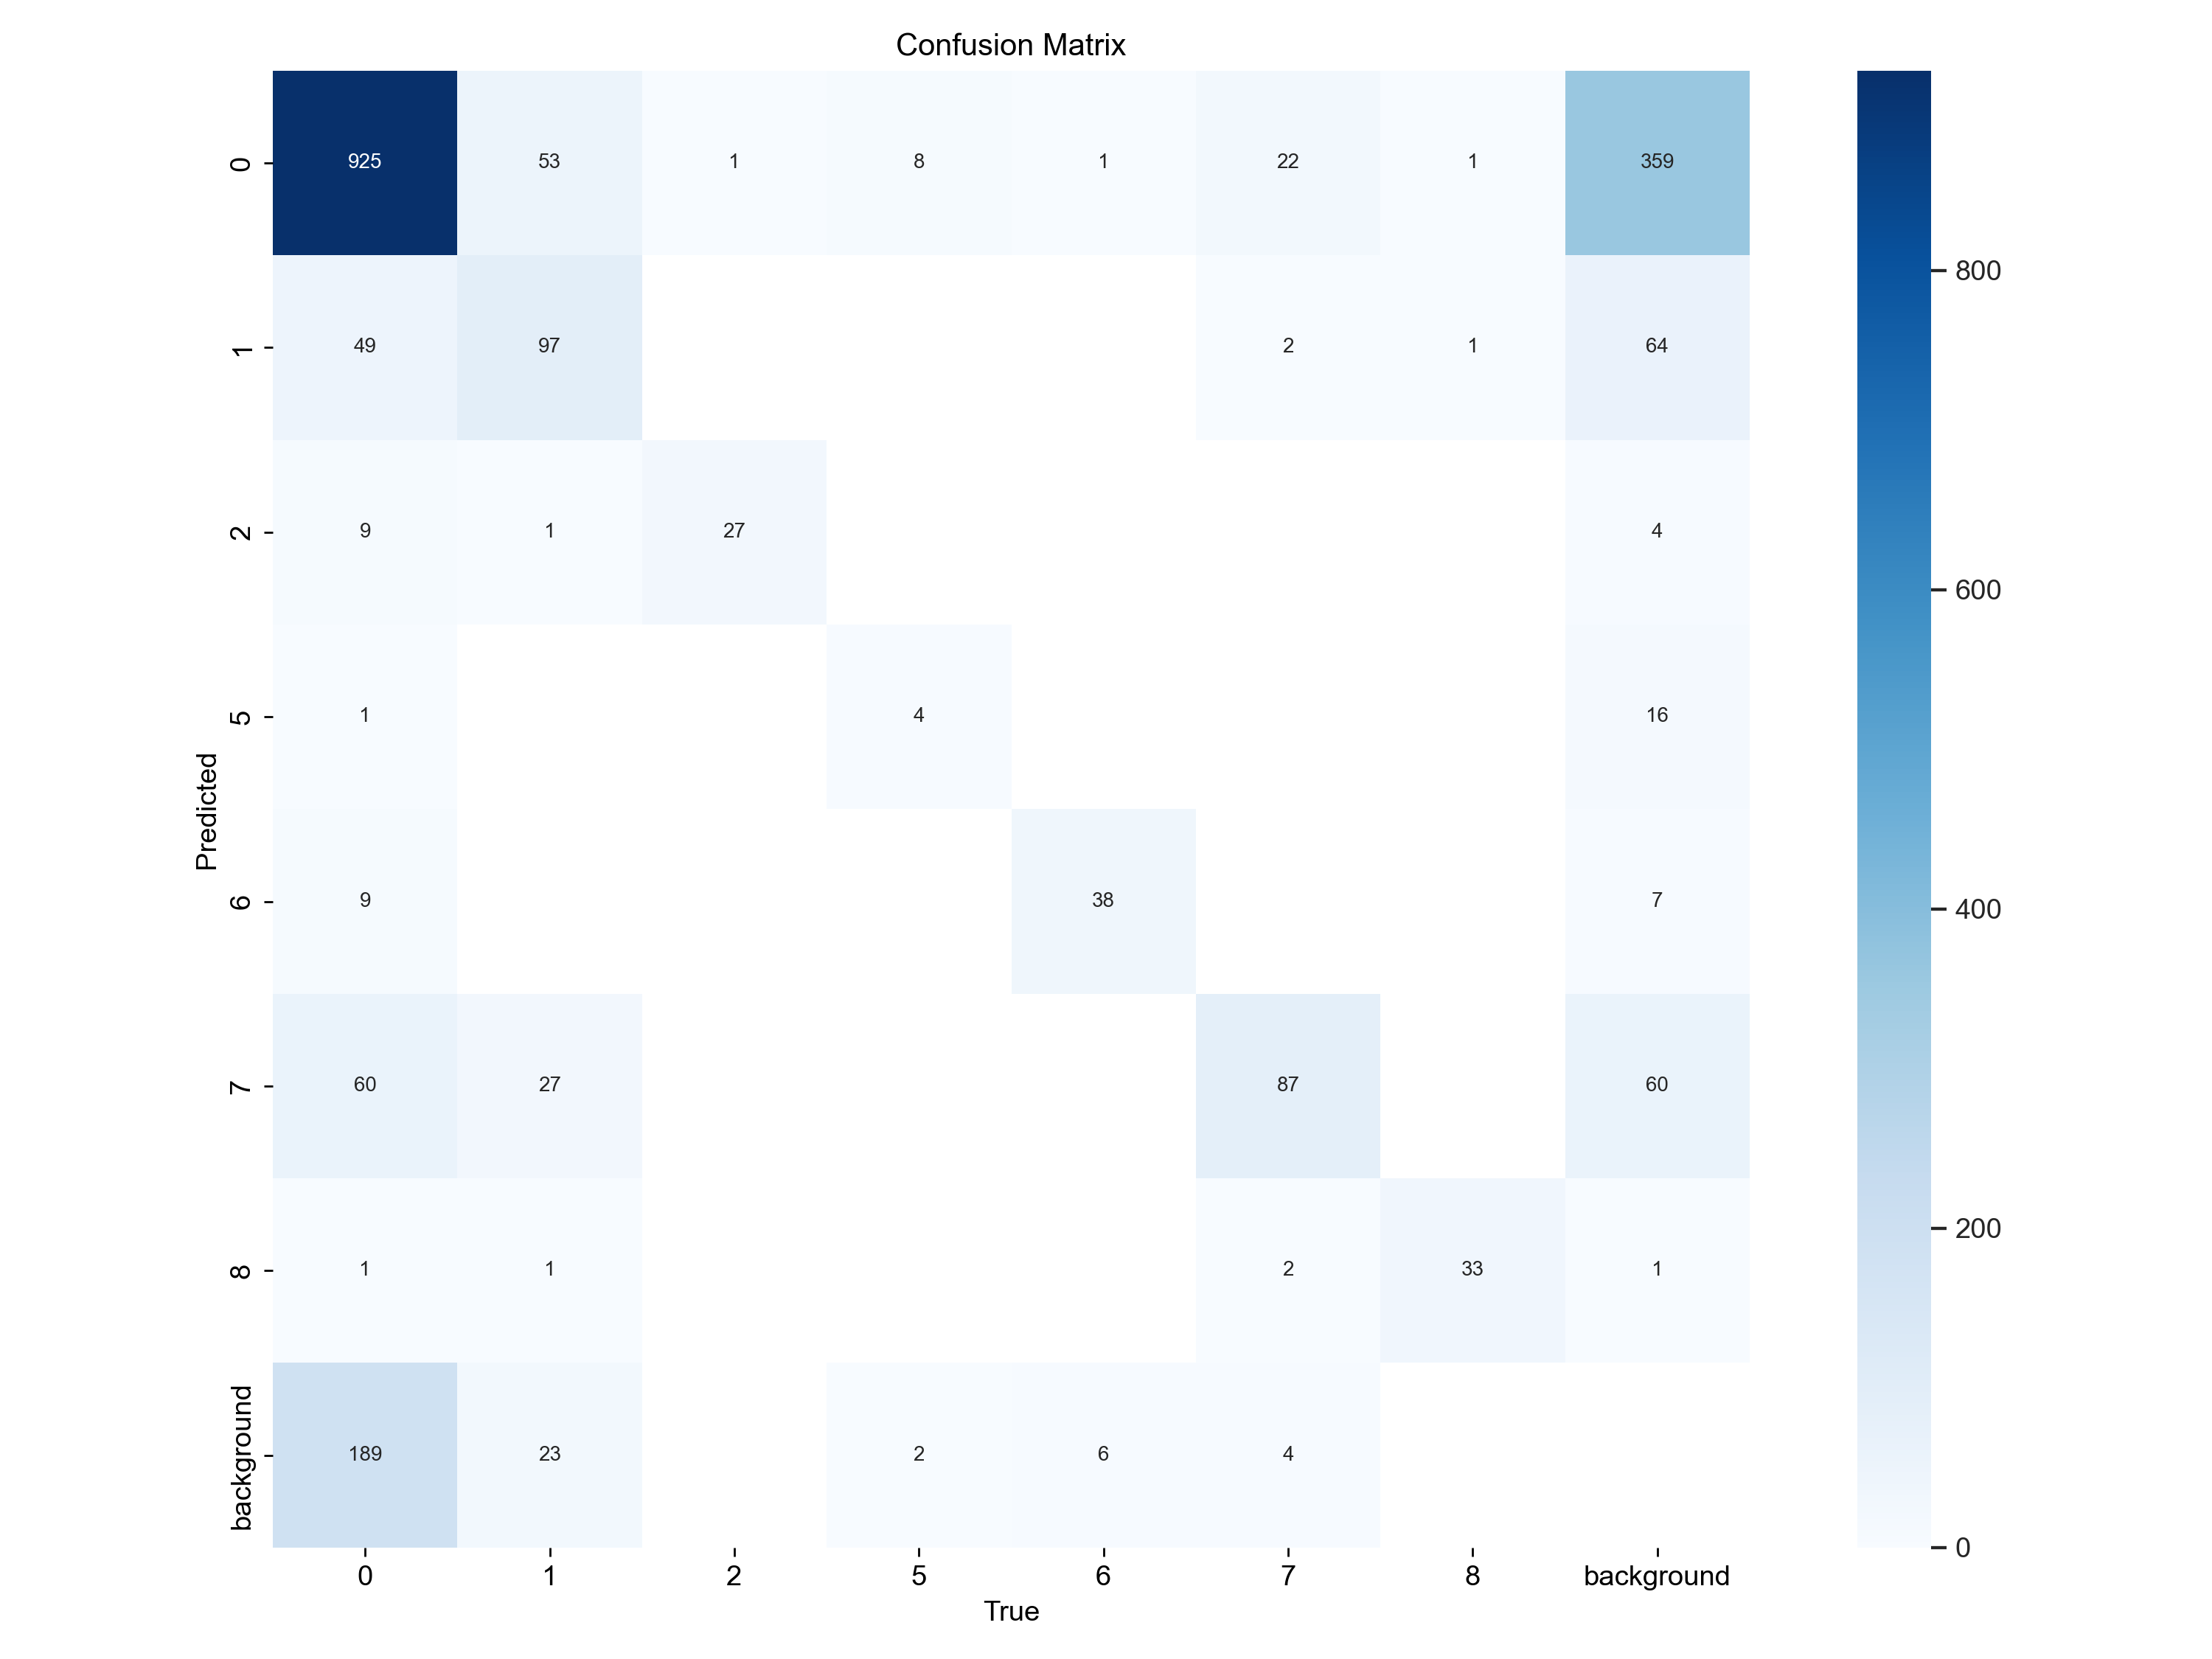 Confusion Matrix
0 925 53 1 8 1 22 1 359
1 49 97 2 1 64
2 9 1 27 4
5 1 4 16
6 9 38 7
7 60 27 87 60
8 1 1 2 33 1
background 189 23 2 6 4
0 1 2 5 6 7 8 background
True
Predicted
800
600
400
200
0